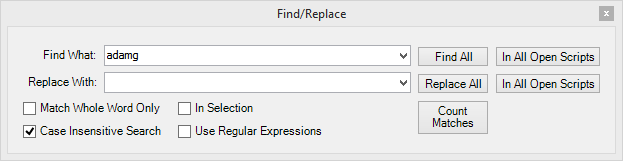 Find/Replace
x
Find What: adamg Find All In All Open Scripts
Replace With: Replace All In All Open Scripts
Match Whole Word Only In Selection Count Matches
Case Insensitive Search Use Regular Expressions